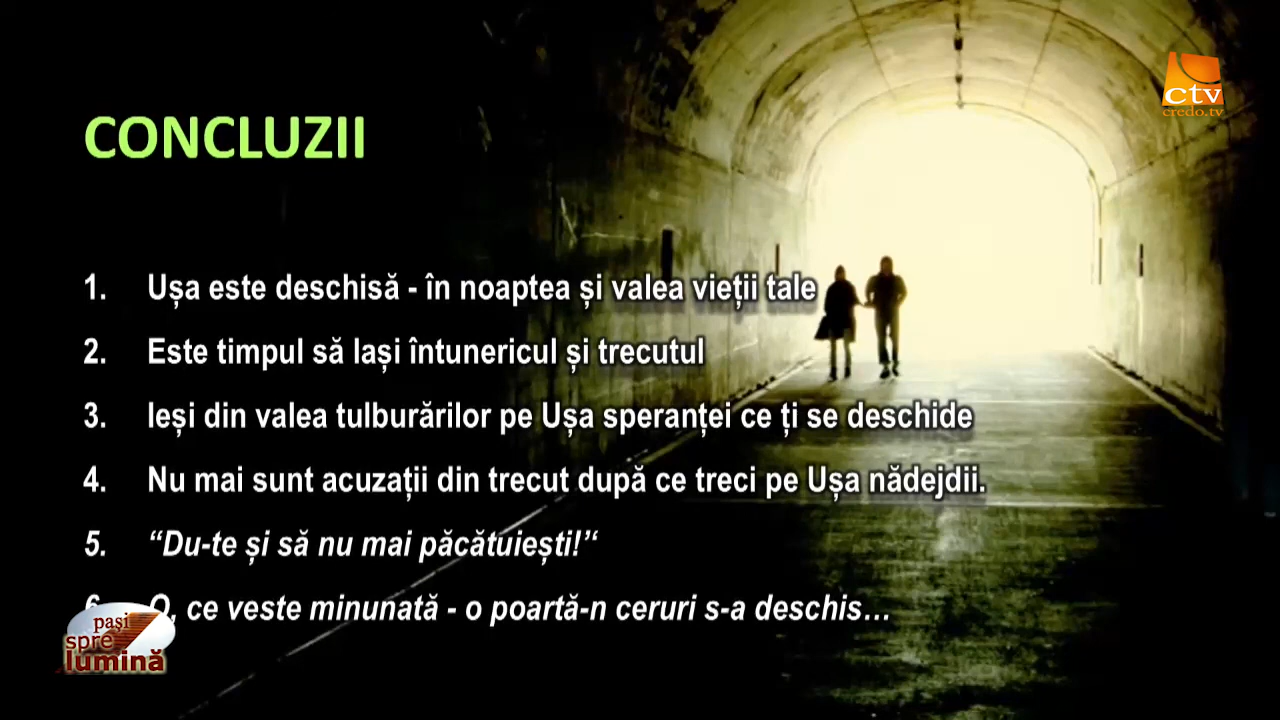 ctv
credo.tv
CONCLUZII
1. Ușa este deschisă - în noaptea și valea vieții tale
2. Este timpul să lași întunericul și trecutul
3. Ieși din valea tulburărilor pe Ușa speranței ce ți se deschide
4. Nu mai sunt acuzații din trecut după ce treci pe Ușa nădejdii.
5. “Du-te și să nu mai păcătuiești!“
6. O, ce veste minunată - o poartă-n ceruri s-a deschis...
pași
spre
lumină